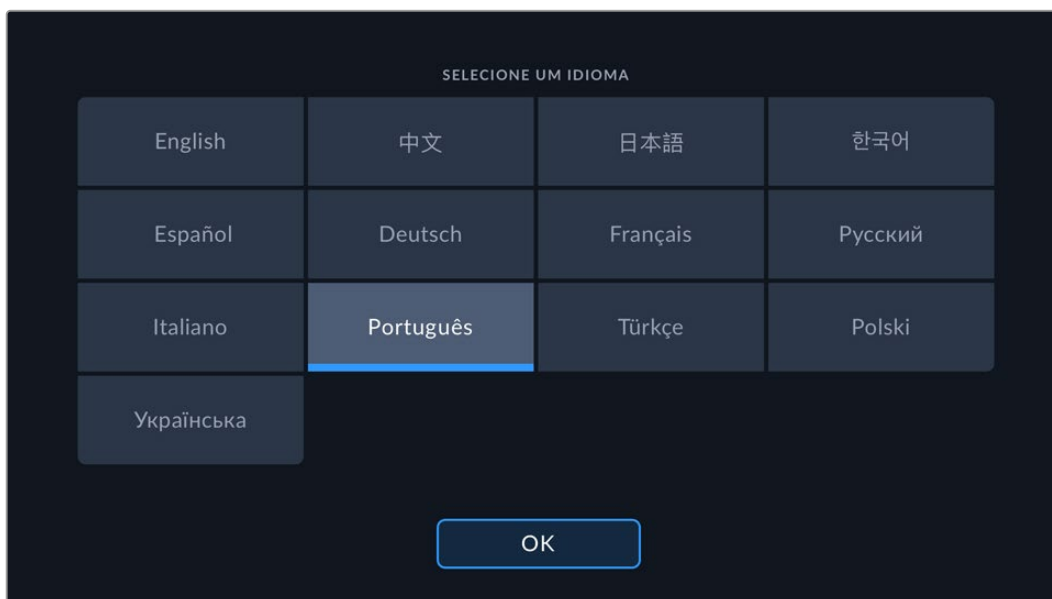 SELECIONE UM IDIOMA
English 中文 日本語 한국어
Español Deutsch Français Русский
Italiano Português Türkçe Polski
Українська
OK